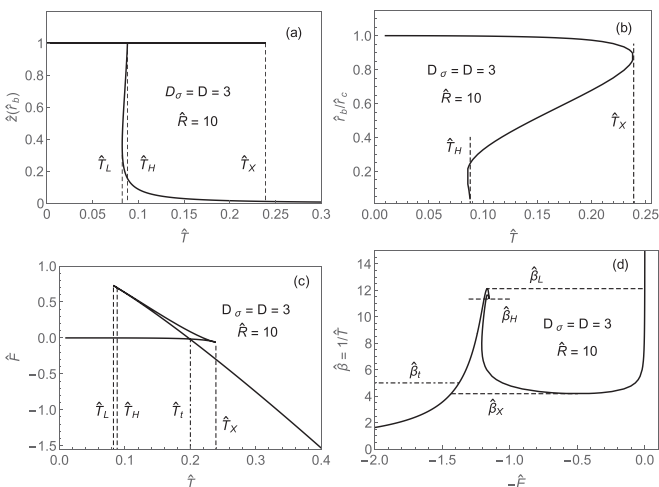 (a)
ẑ(r̂_b)
1
0.8
0.6
0.4
0.2
0
D_σ = D = 3
R̂ = 10
T̂_L T̂_H T̂_X
0 0.05 0.1 0.15 0.2 0.25 0.3
T̂
(b)
r̂_b/r̂_c
1.0
0.8
0.6
0.4
0.2
D_σ = D = 3
R̂ = 10
T̂_X
T̂_H
0.00 0.05 0.10 0.15 0.20 0.25
T̂
(c)
F̂
1.0
0.5
0.0
−0.5
−1.0
−1.5
D_σ = D = 3
R̂ = 10
T̂_L T̂_H T̂_t T̂_X
0 0.1 0.2 0.3 0.4
T̂
(d)
β̂ = 1/T̂
14
12
10
8
6
4
2
0
β̂_L
β̂_H
D_σ = D = 3
R̂ = 10
β̂_t
β̂_X
−2.0 −1.5 −1.0 −0.5 0.0
−F̂